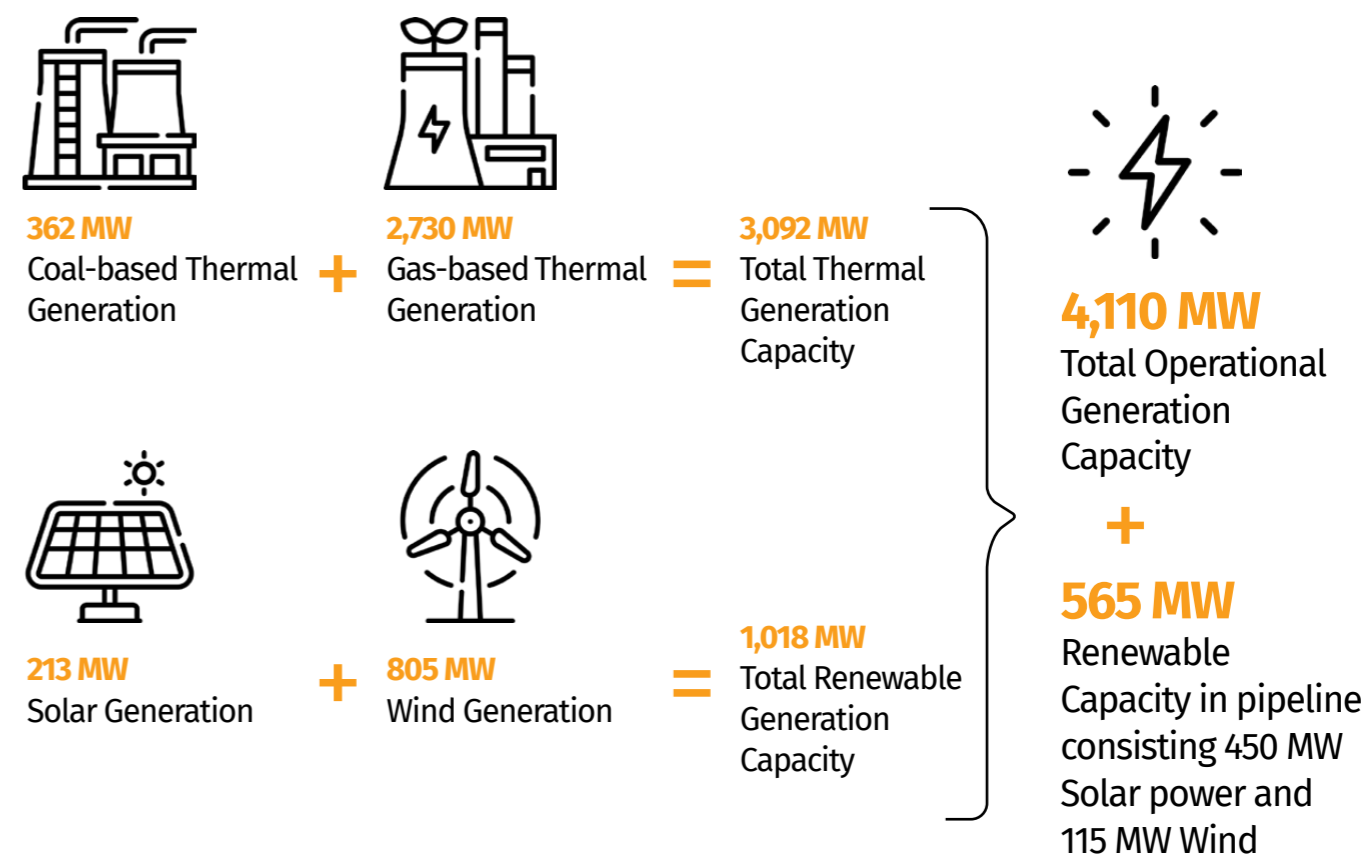 362 MW
Coal-based Thermal
Generation
+
2,730 MW
Gas-based Thermal
Generation
=
3,092 MW
Total Thermal
Generation
Capacity
213 MW
Solar Generation
+
805 MW
Wind Generation
=
1,018 MW
Total Renewable
Generation
Capacity
4,110 MW
Total Operational
Generation
Capacity
+
565 MW
Renewable
Capacity in pipeline
consisting 450 MW
Solar power and
115 MW Wind